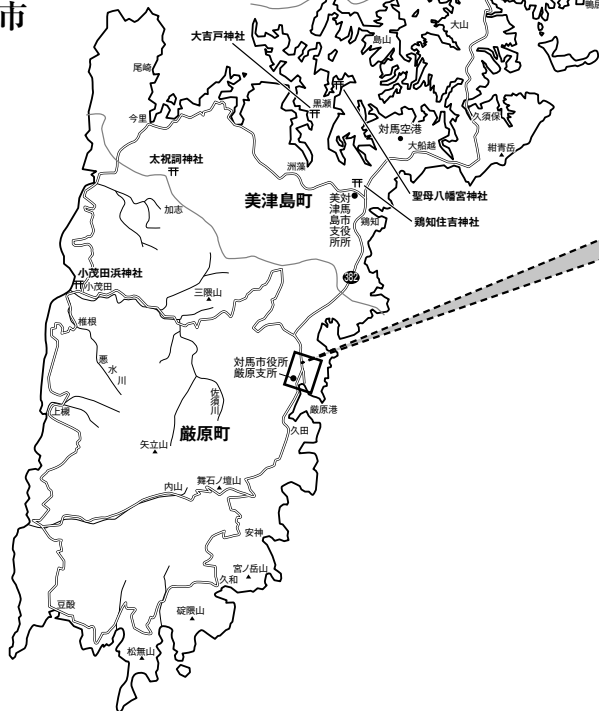 市
鴨居
大吉戸神社
島山
大山
尾崎
黒瀬
今里
久須保
対馬空港
大船越
紺青岳
太祝詞神社
洲藻
美津島町
対馬市役所
美津島支所
聖母八幡宮神社
鶏知
鶏知住吉神社
加志
小茂田浜神社
小茂田
382
三隈山
椎根
悪水川
対馬市役所
厳原支所
佐須川
上槻
厳原港
厳原町
久田
矢立山
内山
舞石ノ壇山
安神
宮ノ岳山
久和
豆酘
碇隈山
松無山